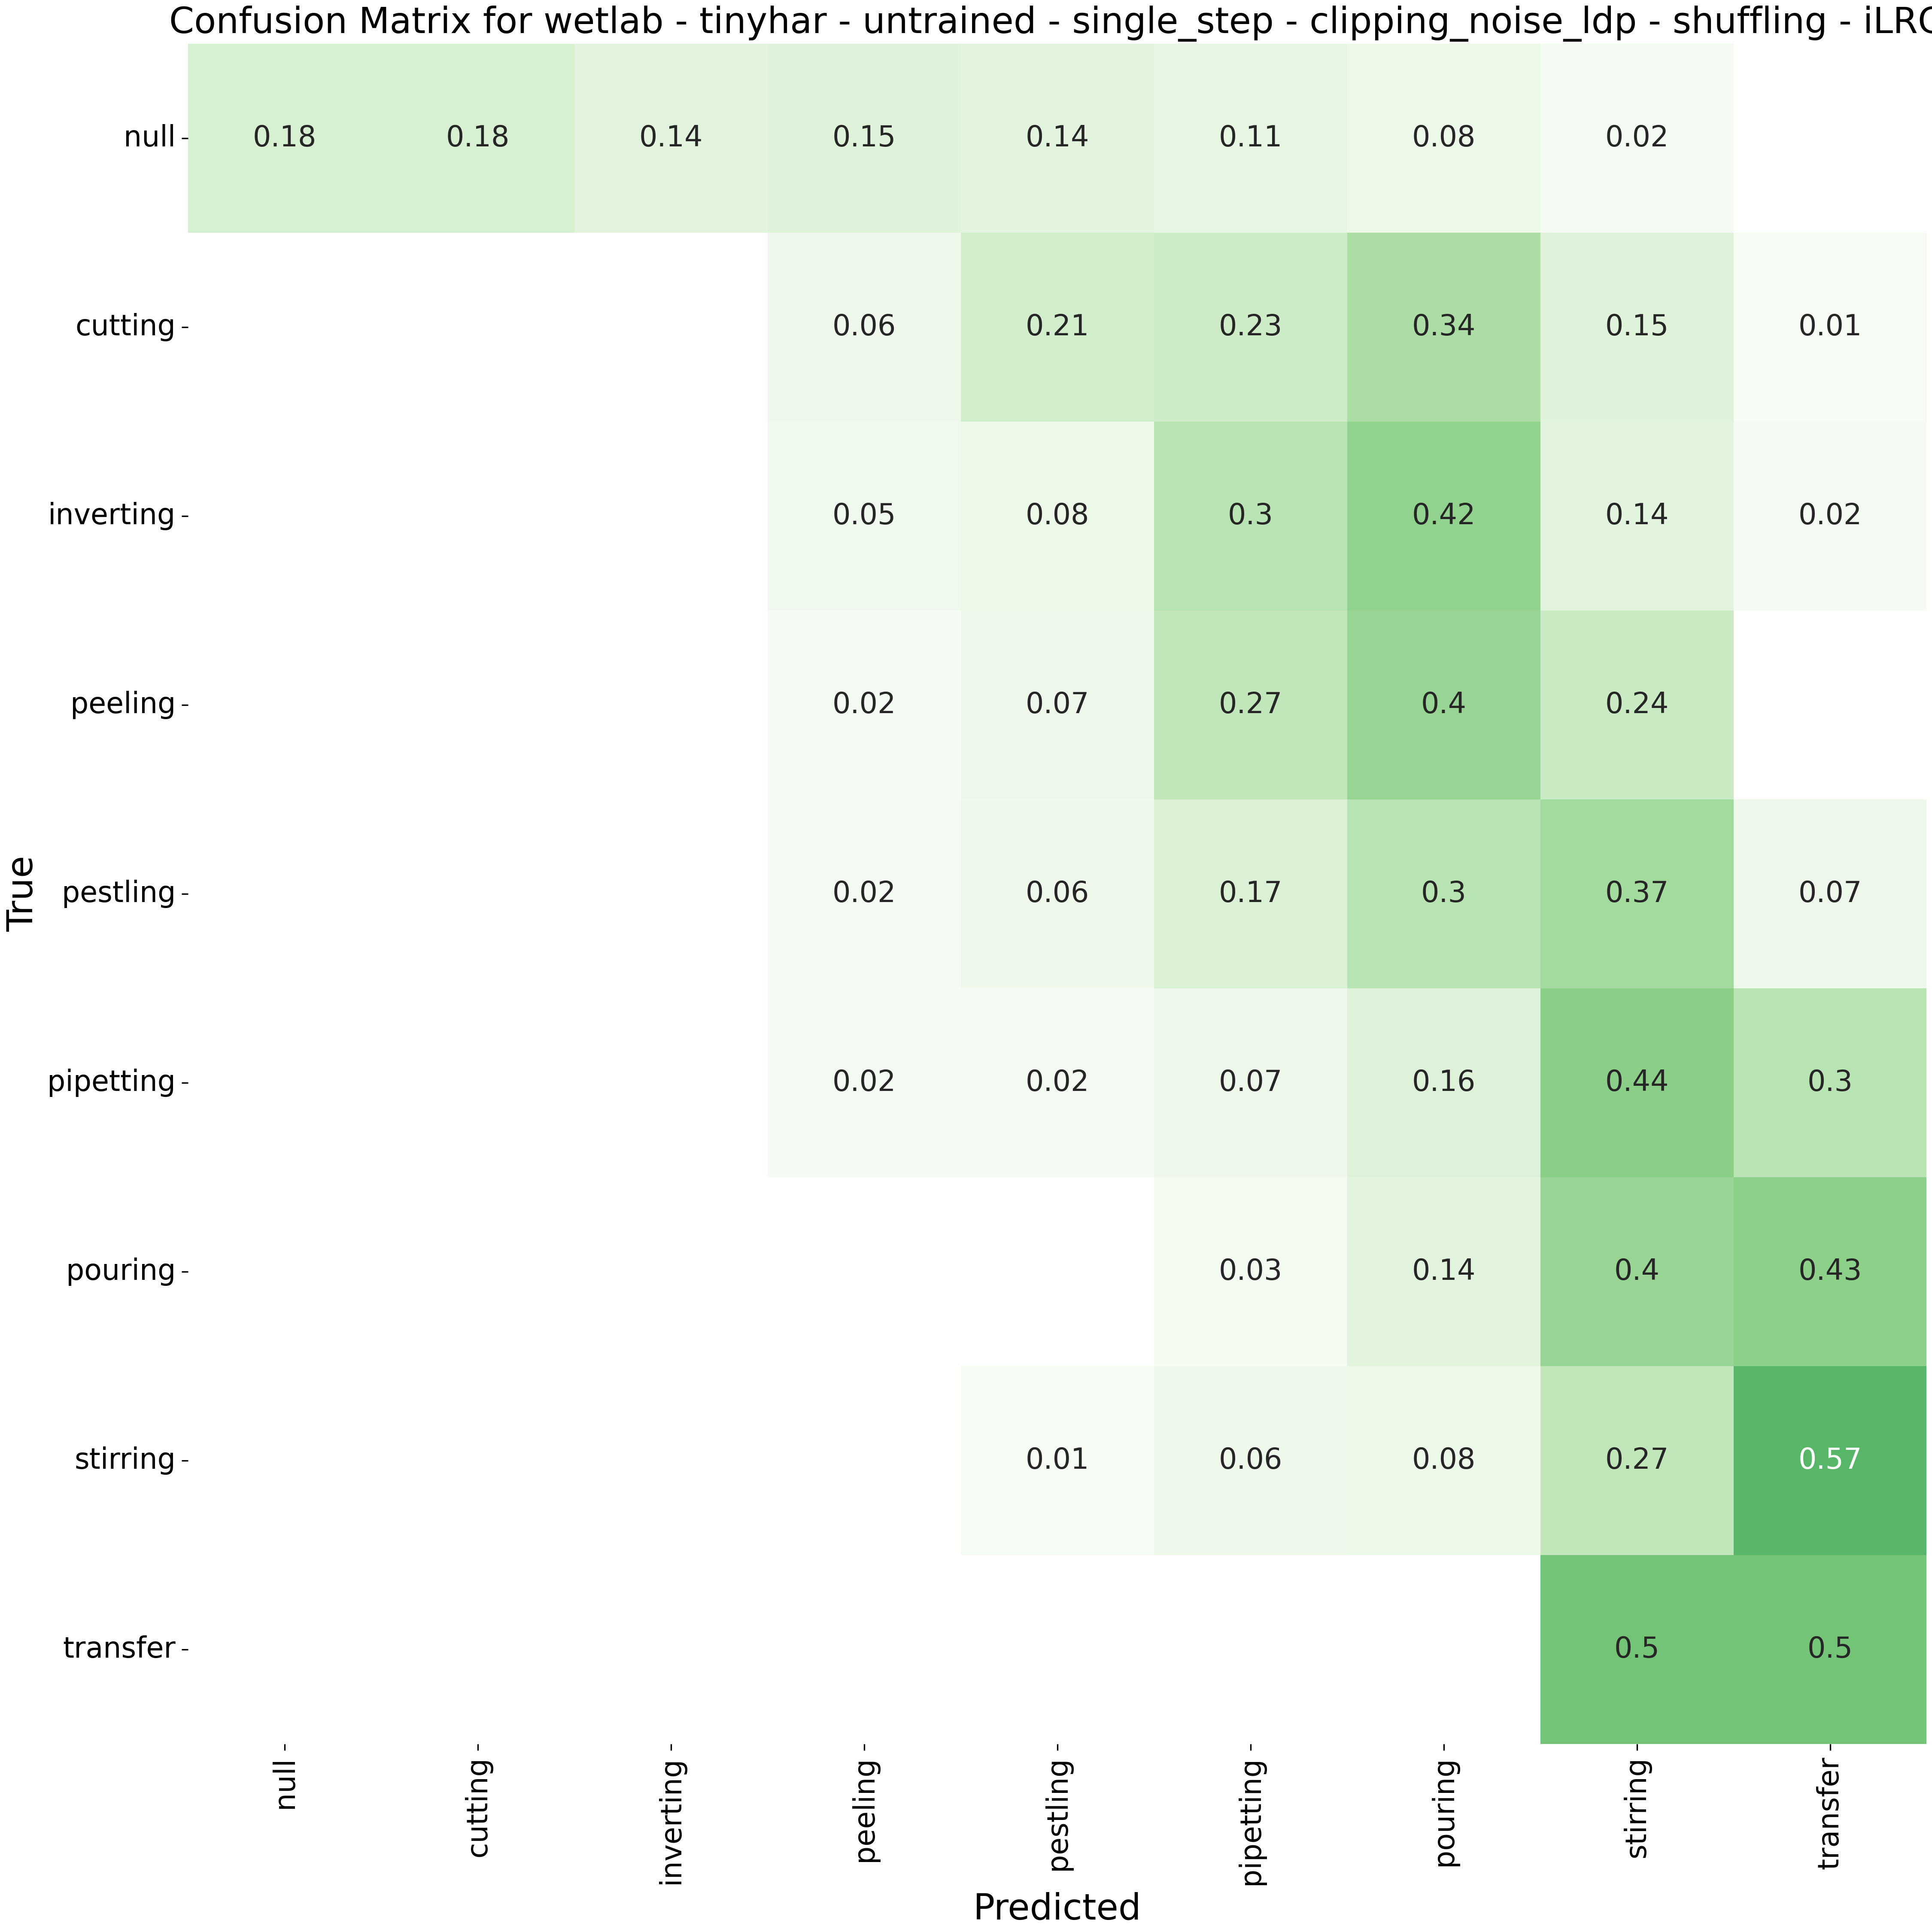 Confusion Matrix for wetlab - tinyhar - untrained - single_step - clipping_noise_ldp - shuffling - iLRG
null 0.18 0.18 0.14 0.15 0.14 0.11 0.08 0.02
cutting 0.06 0.21 0.23 0.34 0.15 0.01
inverting 0.05 0.08 0.3 0.42 0.14 0.02
peeling 0.02 0.07 0.27 0.4 0.24
pestling 0.02 0.06 0.17 0.3 0.37 0.07
pipetting 0.02 0.02 0.07 0.16 0.44 0.3
pouring 0.03 0.14 0.4 0.43
stirring 0.01 0.06 0.08 0.27 0.57
transfer 0.5 0.5
True
null cutting inverting peeling pestling pipetting pouring stirring transfer
Predicted